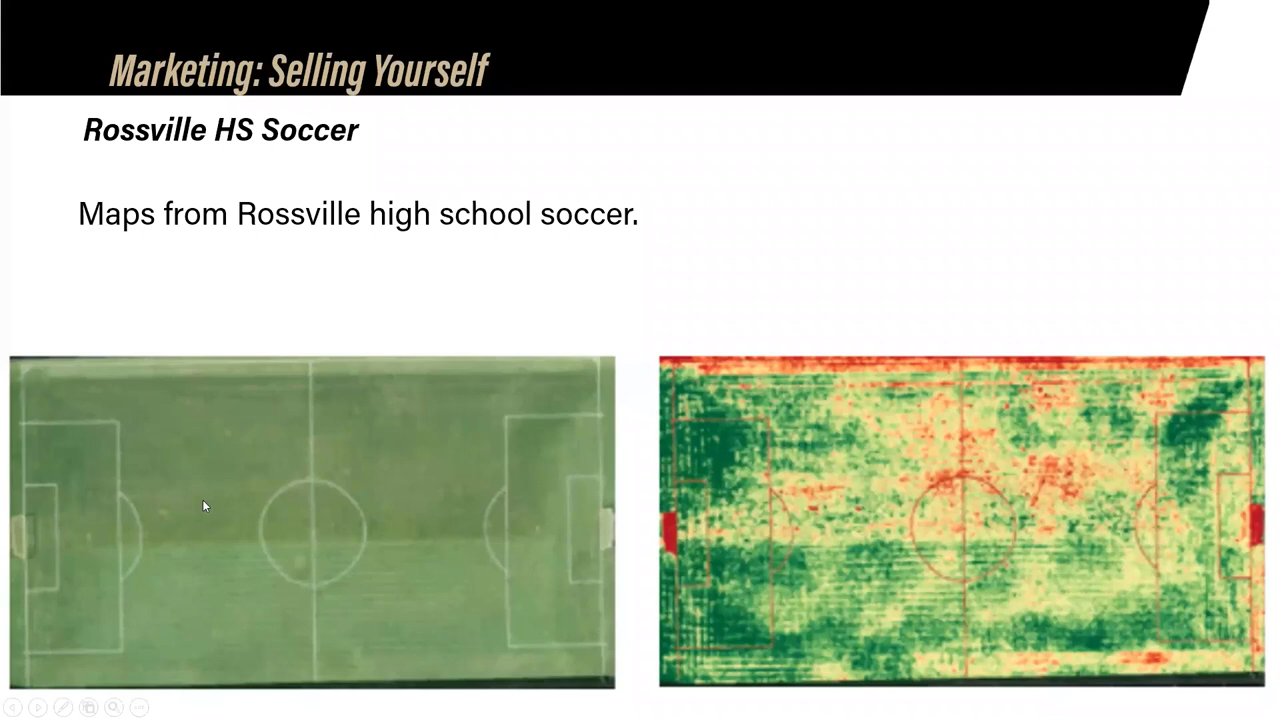 Marketing: Selling Yourself
Rossville HS Soccer
Maps from Rossville high school soccer.